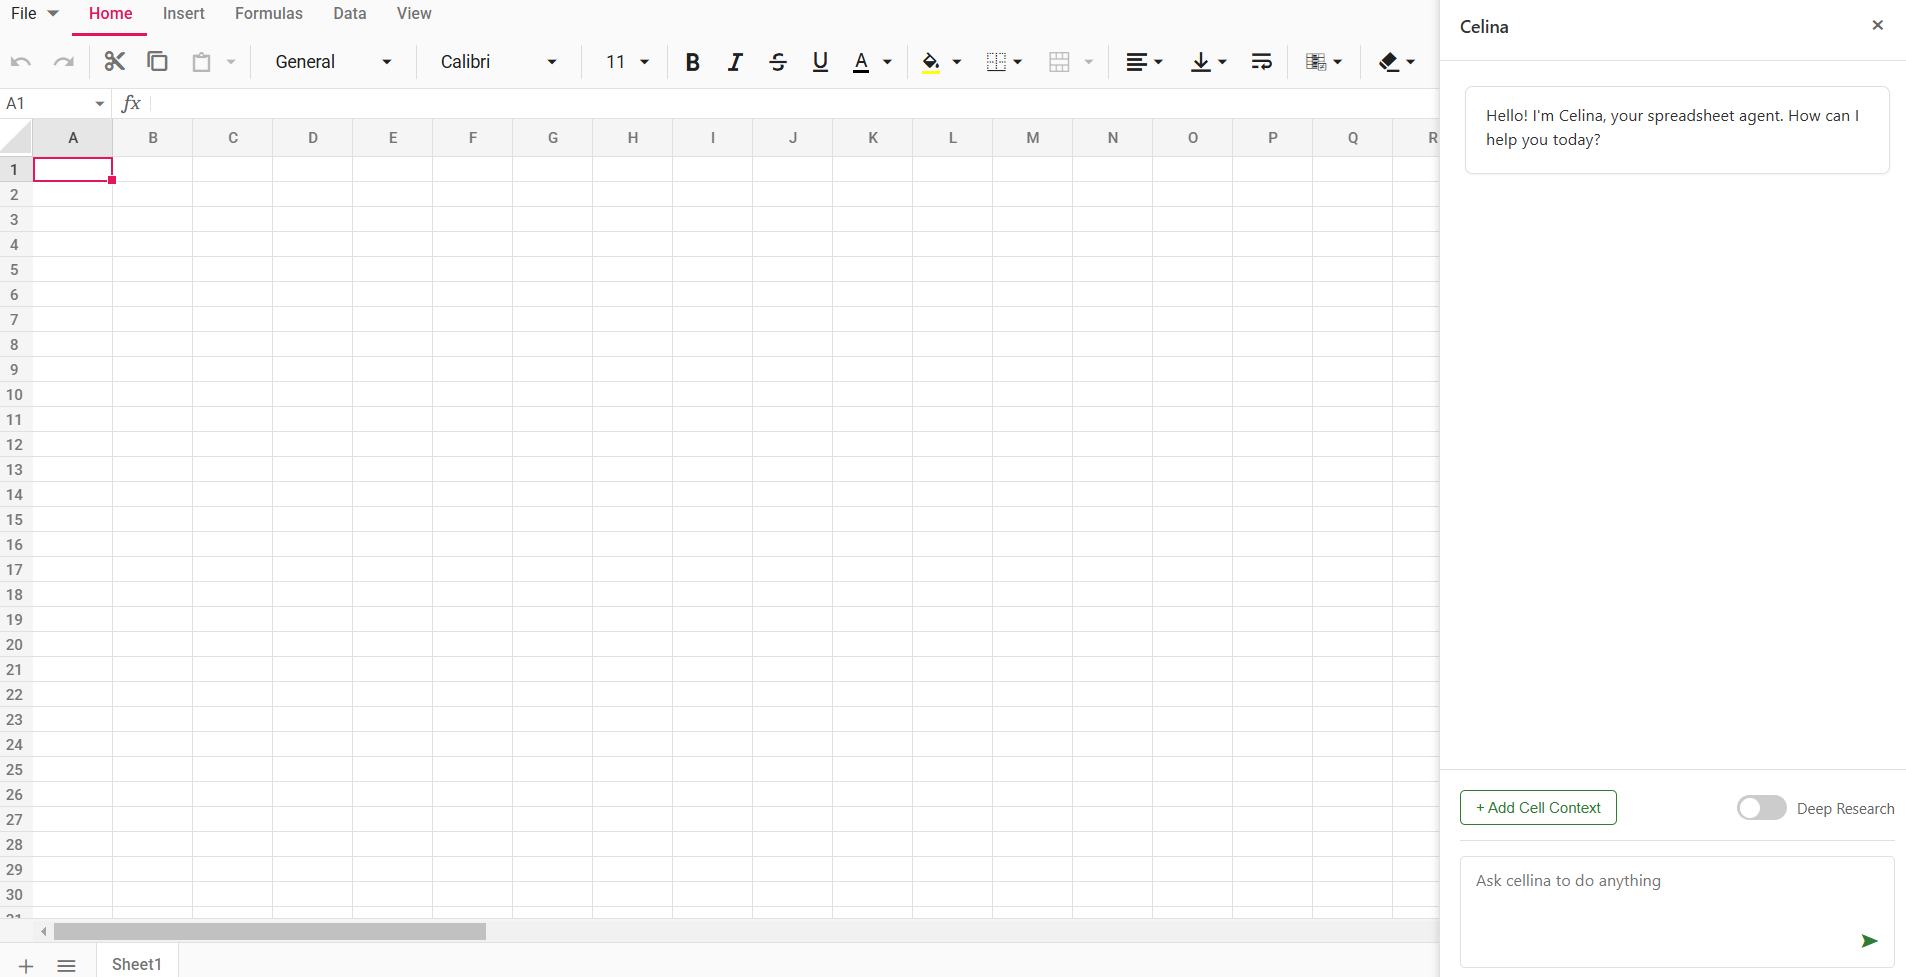 File Home Insert Formulas Data View
General Calibri 11 B I S U A
A1 fx
A B C D E F G H I J K L M N O P Q R
1
2
3
4
5
6
7
8
9
10
11
12
13
14
15
16
17
18
19
20
21
22
23
24
25
26
27
28
29
30
31
Sheet1
Celina
Hello! I'm Celina, your spreadsheet agent. How can I
help you today?
+ Add Cell Context
Deep Research
Ask cellina to do anything